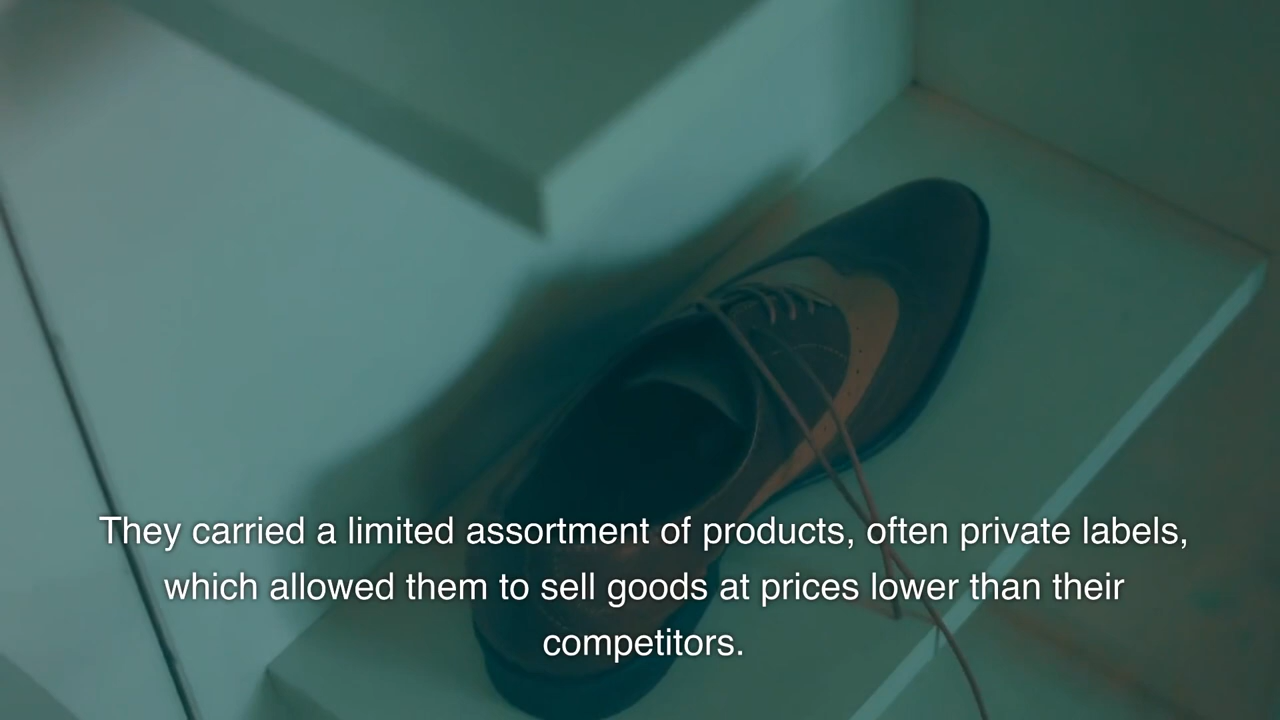 They carried a limited assortment of products, often private labels,
which allowed them to sell goods at prices lower than their
competitors.